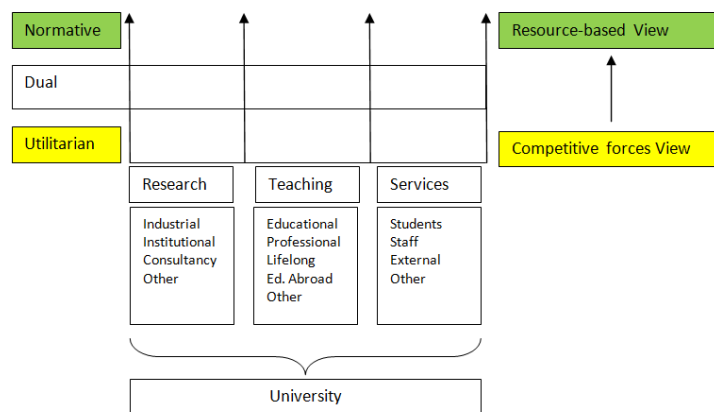 Normative
Resource-based View
Dual
Utilitarian
Competitive forces View
Research
Teaching
Services
Industrial
Institutional
Consultancy
Other
Educational
Professional
Lifelong
Ed. Abroad
Other
Students
Staff
External
Other
University